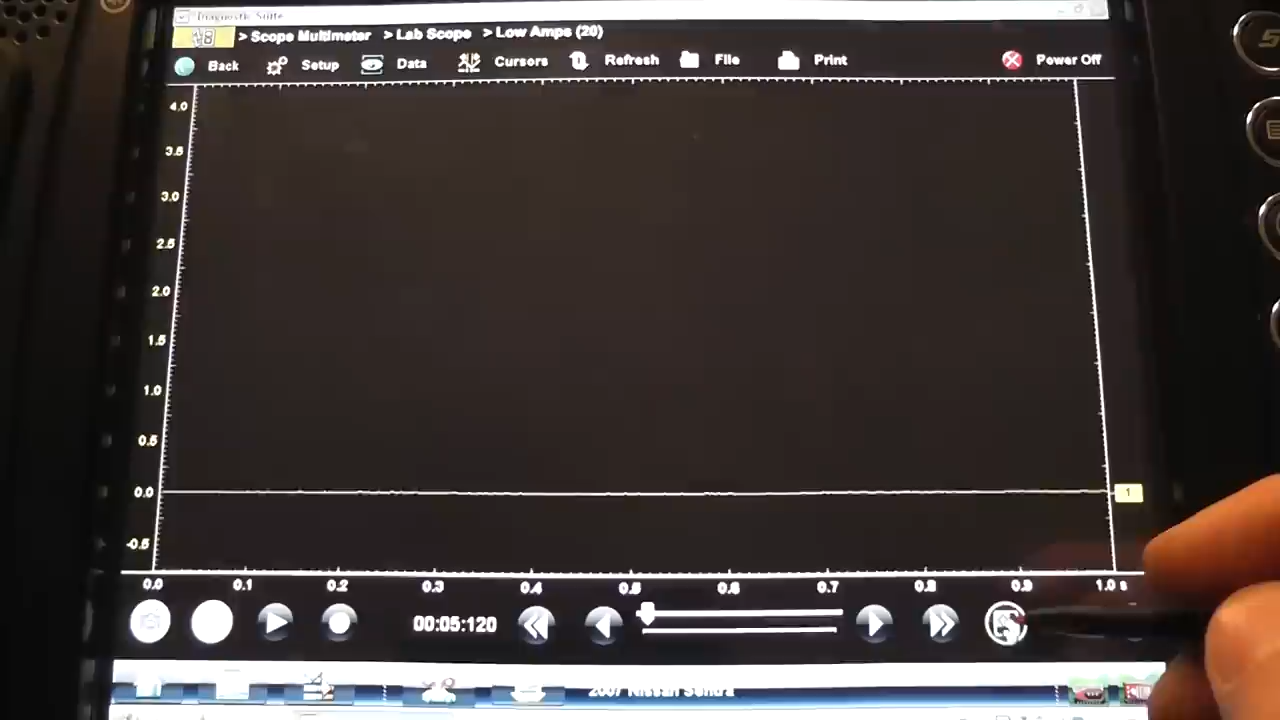 Diagnostic Suite
> Scope Multimeter > Lab Scope > Low Amps (20)
Back Setup Data Cursors Refresh File Print Power Off
4.0
3.5
3.0
2.5
2.0
1.5
1.0
0.5
0.0
1
-0.5
0.0 0.1 0.2 0.3 0.4 0.5 0.6 0.7 0.8 0.9 1.0 s
00:05:120
2007 Nissan Sentra